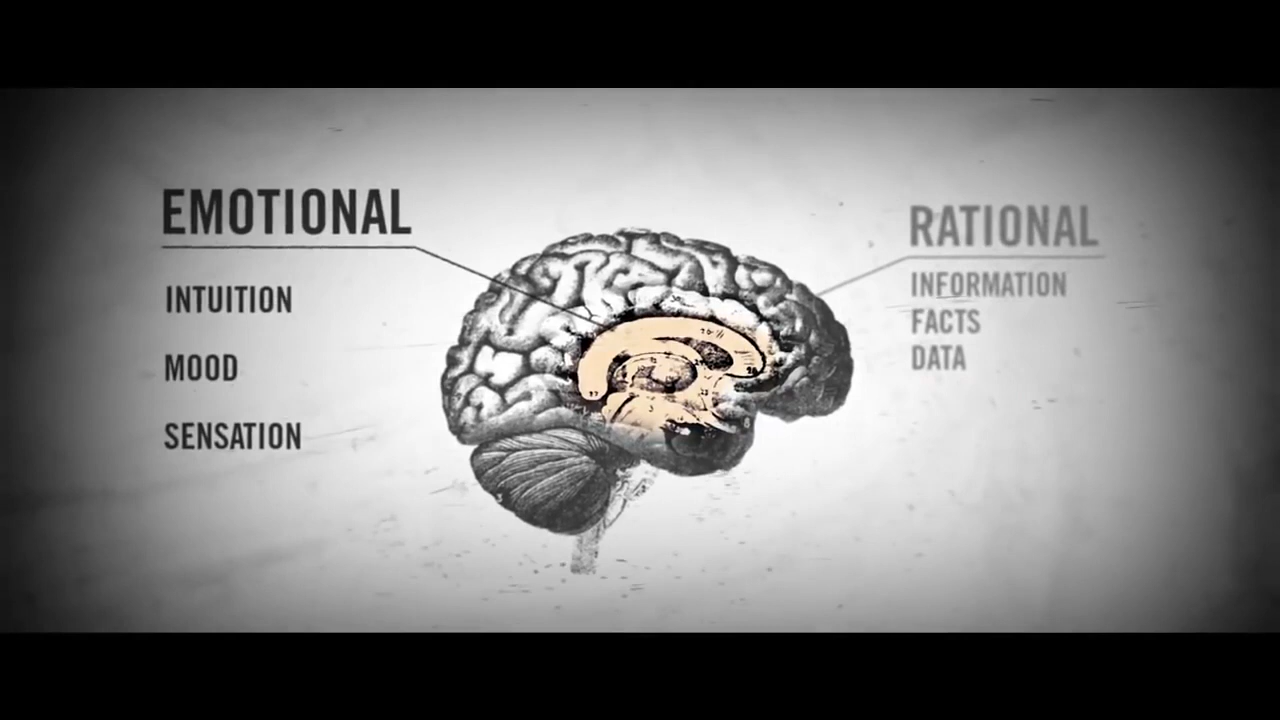 EMOTIONAL
INTUITION
MOOD
SENSATION
RATIONAL
INFORMATION
FACTS
DATA